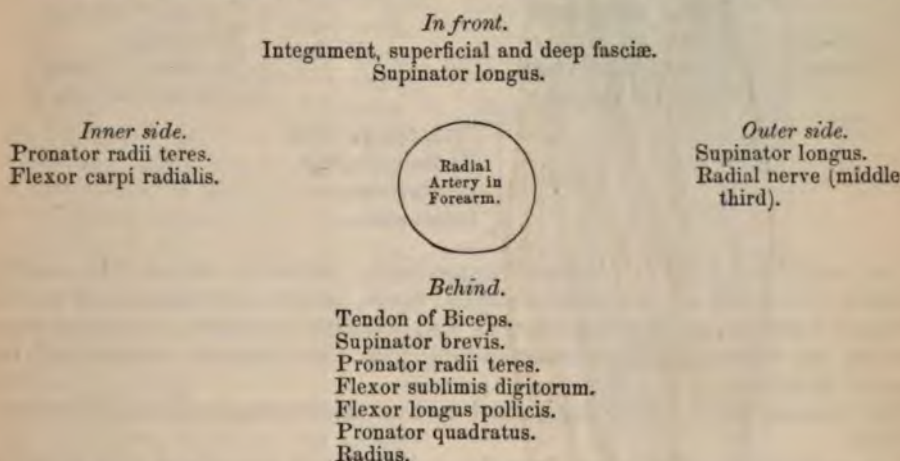 In front.
Integument, superficial and deep fasciæ.
Supinator longus.
Inner side.
Pronator radii teres.
Flexor carpi radialis.
Radial
Artery in
Forearm.
Outer side.
Supinator longus.
Radial nerve (middle
third).
Behind.
Tendon of Biceps.
Supinator brevis.
Pronator radii teres.
Flexor sublimis digitorum.
Flexor longus pollicis.
Pronator quadratus.
Radius.